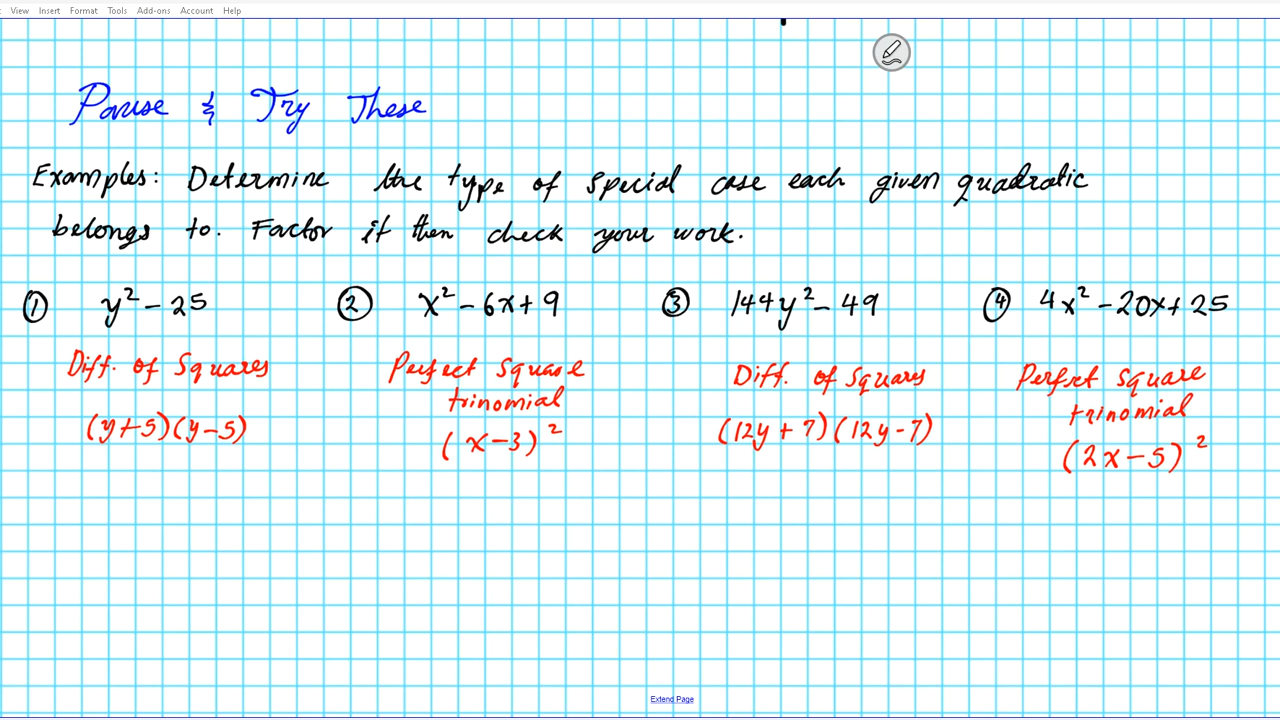 View Insert Format Tools Add-ons Account Help
Pause & Try These
Examples: Determine the type of special case each given quadratic
belongs to. Factor it then check your work.
① y² - 25 ② x² - 6x + 9 ③ 144y² - 49 ④ 4x² - 20x + 25
Diff. of Squares Perfect Square trinomial Diff. of Squares Perfect Square trinomial
(y+5)(y-5) (x-3)² (12y + 7)(12y - 7) (2x - 5)²
Extend Page